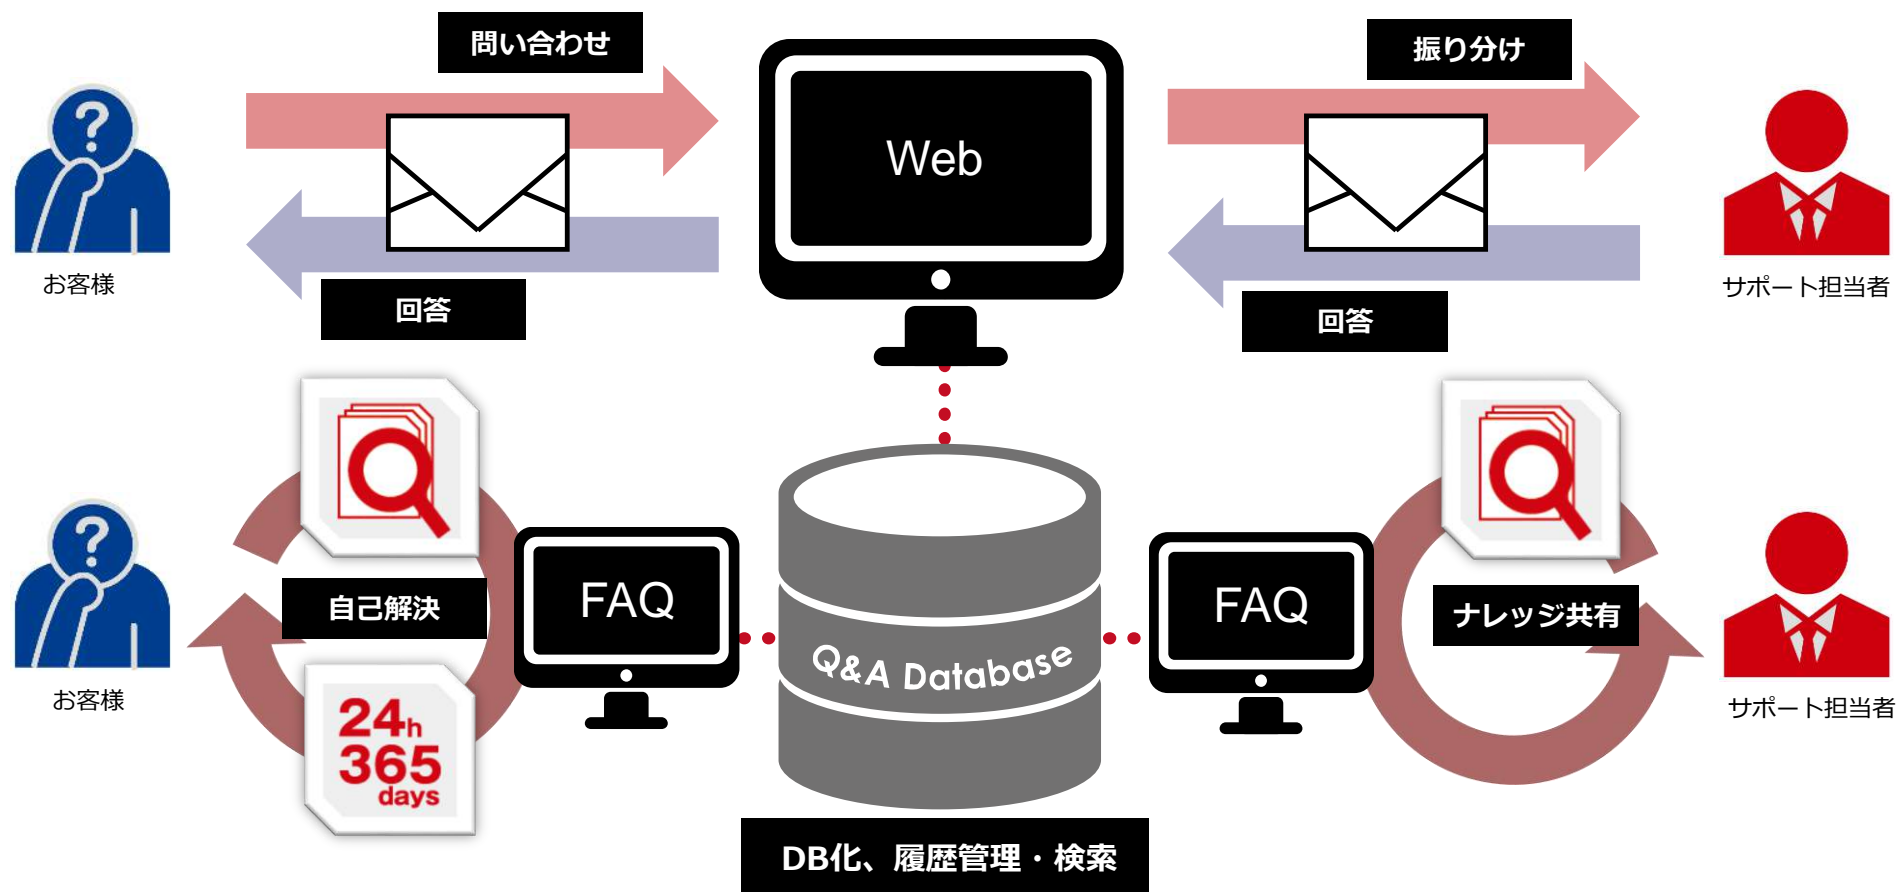 問い合わせ
振り分け
?
Web
お客様
サポート担当者
回答
回答
?
FAQ
FAQ
自己解決
ナレッジ共有
Q&A Database
お客様
サポート担当者
24h
365
days
DB化、履歴管理・検索